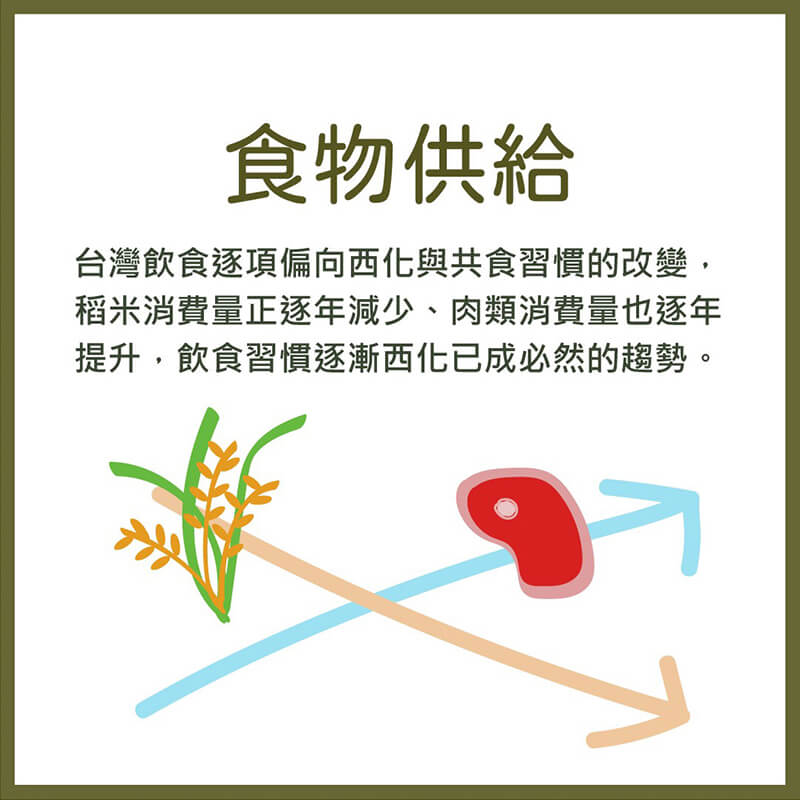 食物供給
台灣飲食逐項偏向西化與共食習慣的改變，
稻米消費量正逐年減少、肉類消費量也逐年
提升，飲食習慣逐漸西化已成必然的趨勢。